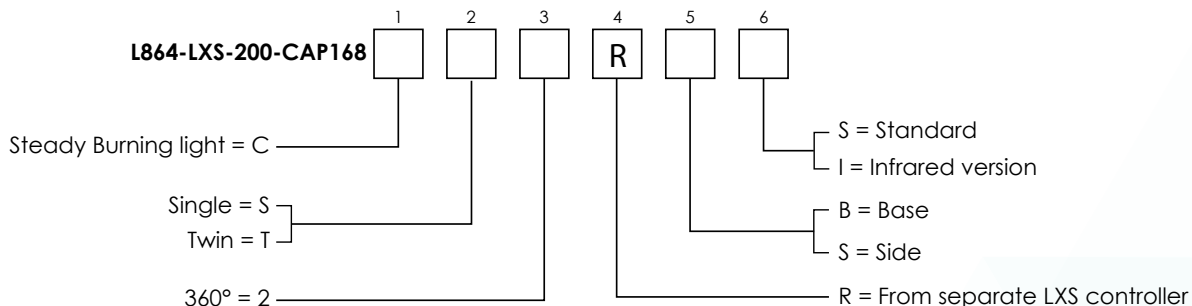 1 2 3 4 5 6
L864-LXS-200-CAP168 R
Steady Burning light = C
Single = S
Twin = T
360° = 2
S = Standard
I = Infrared version
B = Base
S = Side
R = From separate LXS controller